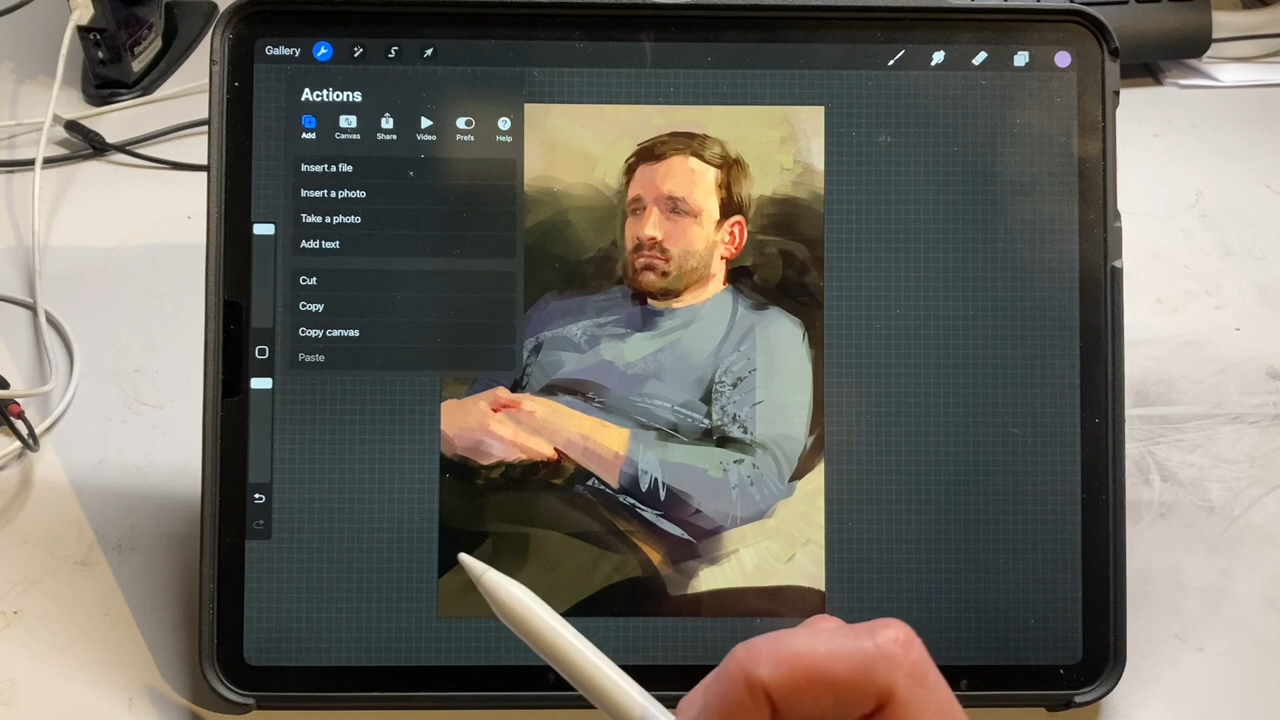 Gallery
Actions
Add Canvas Share Video Prefs Help
Insert a file
Insert a photo
Take a photo
Add text
Cut
Copy
Copy canvas
Paste